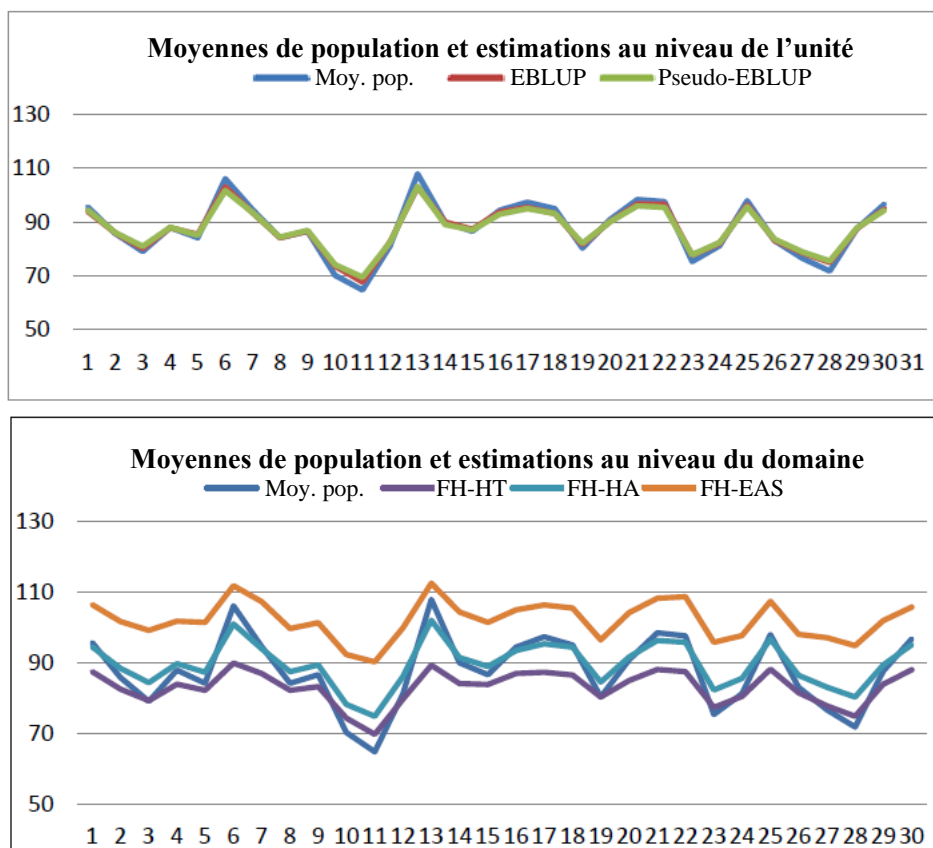 Moyennes de population et estimations au niveau de l’unité
Moy. pop. EBLUP Pseudo-EBLUP
130
110
90
70
50
1 2 3 4 5 6 7 8 9 10 11 12 13 14 15 16 17 18 19 20 21 22 23 24 25 26 27 28 29 30 31
Moyennes de population et estimations au niveau du domaine
Moy. pop. FH-HT FH-HA FH-EAS
130
110
90
70
50
1 2 3 4 5 6 7 8 9 10 11 12 13 14 15 16 17 18 19 20 21 22 23 24 25 26 27 28 29 30